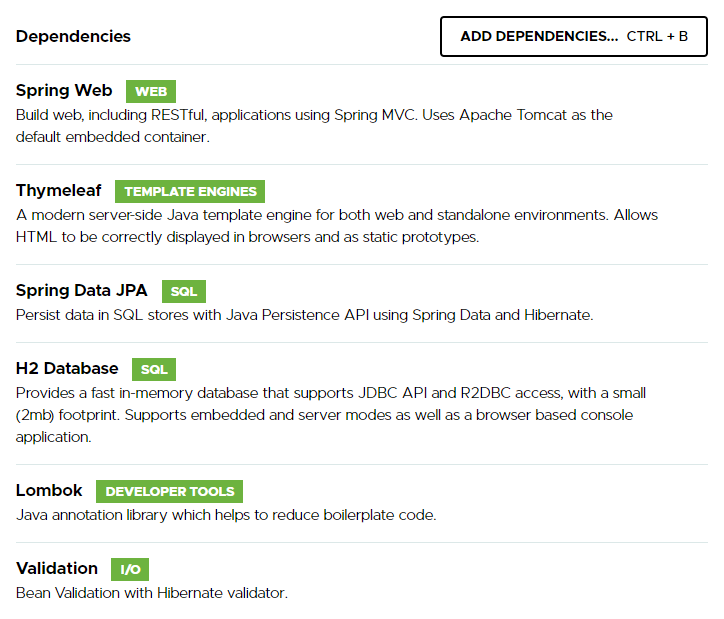 Dependencies ADD DEPENDENCIES... CTRL + B
Spring Web WEB
Build web, including RESTful, applications using Spring MVC. Uses Apache Tomcat as the
default embedded container.
Thymeleaf TEMPLATE ENGINES
A modern server-side Java template engine for both web and standalone environments. Allows
HTML to be correctly displayed in browsers and as static prototypes.
Spring Data JPA SQL
Persist data in SQL stores with Java Persistence API using Spring Data and Hibernate.
H2 Database SQL
Provides a fast in-memory database that supports JDBC API and R2DBC access, with a small
(2mb) footprint. Supports embedded and server modes as well as a browser based console
application.
Lombok DEVELOPER TOOLS
Java annotation library which helps to reduce boilerplate code.
Validation I/O
Bean Validation with Hibernate validator.